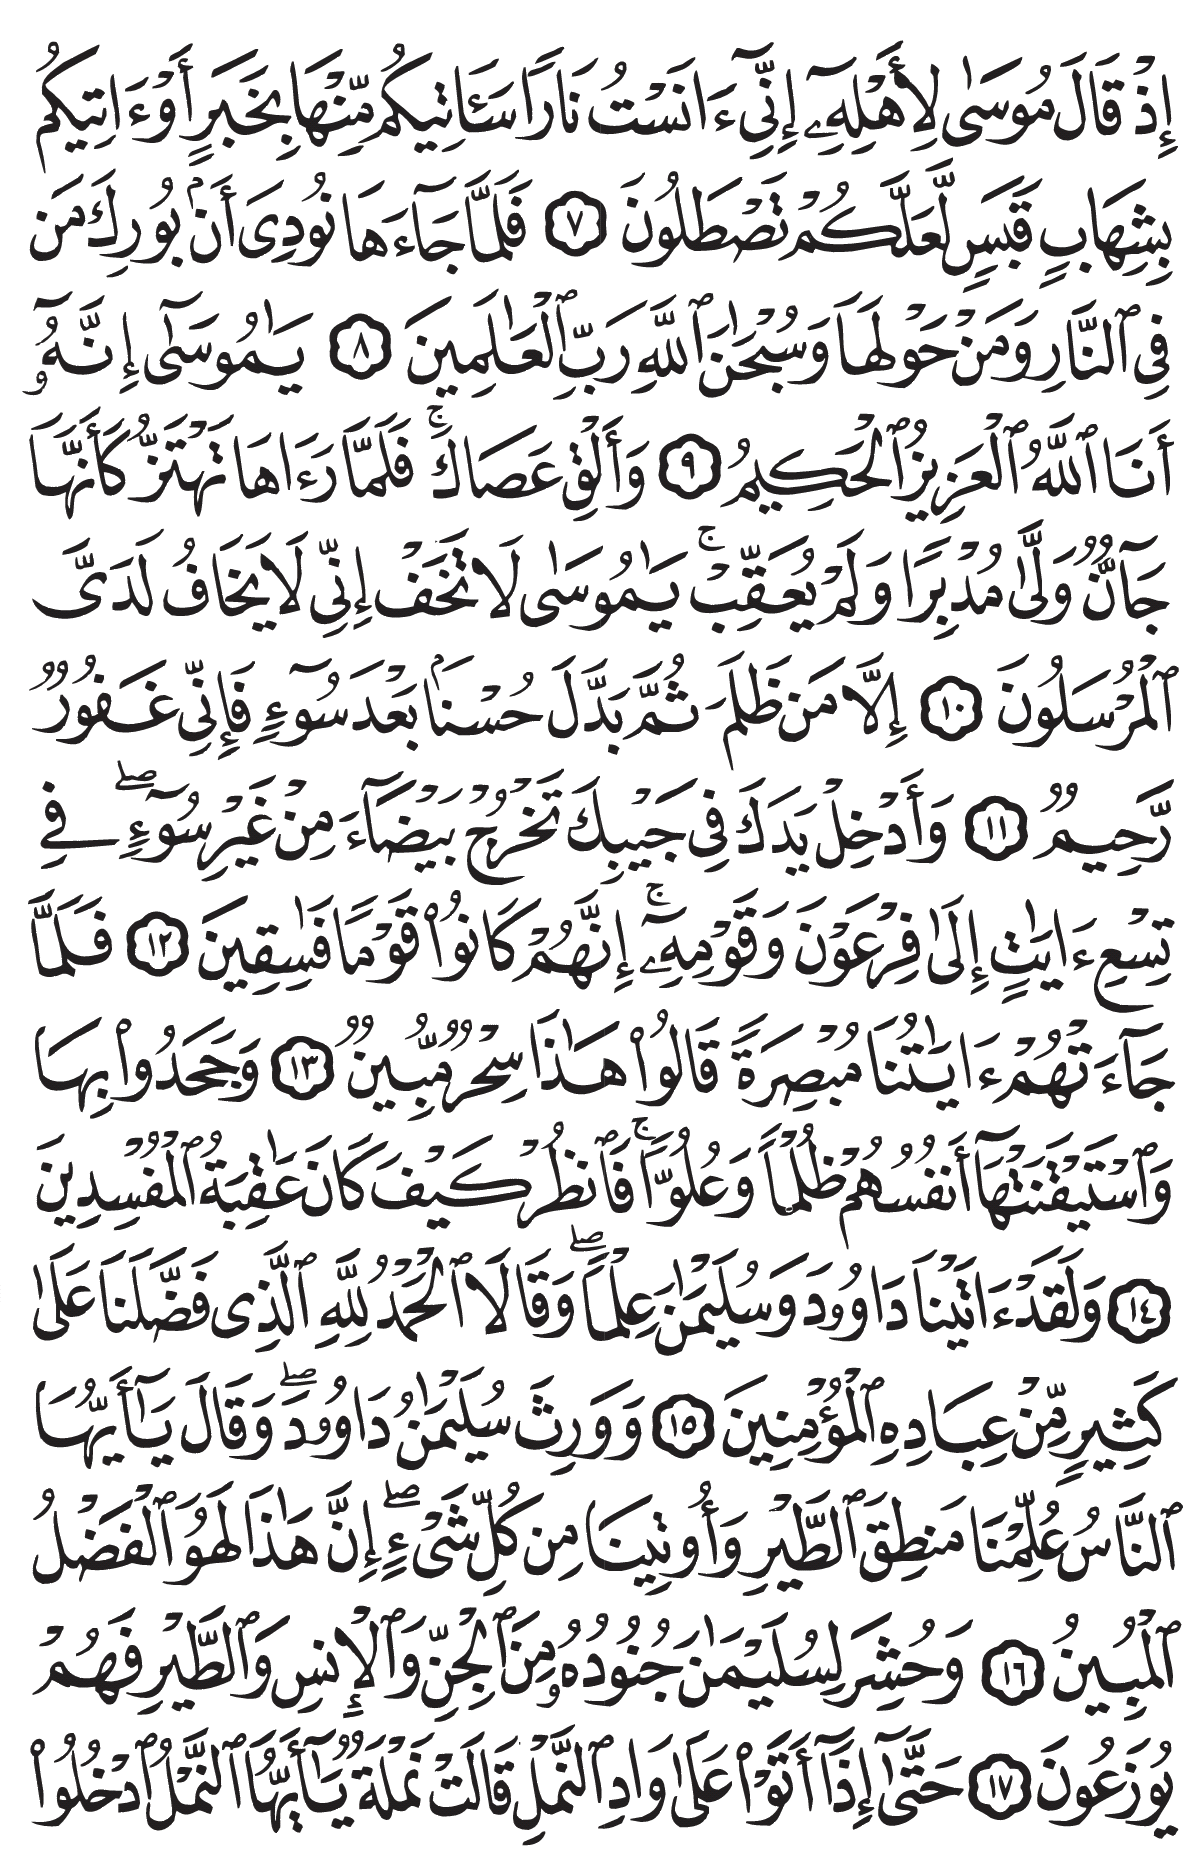 إِذْ قَالَ مُوسَىٰ لِأَهْلِهِۦٓ إِنِّىٓ ءَانَسْتُ نَارًا سَـَٔاتِيكُم مِّنْهَا بِخَبَرٍ أَوْ ءَاتِيكُم
بِشِهَابٍ قَبَسٍ لَّعَلَّكُمْ تَصْطَلُونَ ٧ فَلَمَّا جَآءَهَا نُودِىَ أَنۢ بُورِكَ مَن
فِى ٱلنَّارِ وَمَنْ حَوْلَهَا وَسُبْحَٰنَ ٱللَّهِ رَبِّ ٱلْعَٰلَمِينَ ٨ يَٰمُوسَىٰٓ إِنَّهُۥٓ
أَنَا ٱللَّهُ ٱلْعَزِيزُ ٱلْحَكِيمُ ٩ وَأَلْقِ عَصَاكَ ۚ فَلَمَّا رَءَاهَا تَهْتَزُّ كَأَنَّهَا
جَآنٌّ وَلَّىٰ مُدْبِرًا وَلَمْ يُعَقِّبْ ۚ يَٰمُوسَىٰ لَا تَخَفْ إِنِّى لَا يَخَافُ لَدَىَّ
ٱلْمُرْسَلُونَ ١٠ إِلَّا مَن ظَلَمَ ثُمَّ بَدَّلَ حُسْنًۢا بَعْدَ سُوٓءٍ فَإِنِّى غَفُورٌ
رَّحِيمٌ ١١ وَأَدْخِلْ يَدَكَ فِى جَيْبِكَ تَخْرُجْ بَيْضَآءَ مِنْ غَيْرِ سُوٓءٍ ۖ فِى
تِسْعِ ءَايَٰتٍ إِلَىٰ فِرْعَوْنَ وَقَوْمِهِۦٓ ۚ إِنَّهُمْ كَانُوا۟ قَوْمًا فَٰسِقِينَ ١٢ فَلَمَّا
جَآءَتْهُمْ ءَايَٰتُنَا مُبْصِرَةً قَالُوا۟ هَٰذَا سِحْرٌ مُّبِينٌ ١٣ وَجَحَدُوا۟ بِهَا
وَٱسْتَيْقَنَتْهَآ أَنفُسُهُمْ ظُلْمًا وَعُلُوًّا ۚ فَٱنظُرْ كَيْفَ كَانَ عَٰقِبَةُ ٱلْمُفْسِدِينَ
١٤ وَلَقَدْ ءَاتَيْنَا دَاوُۥدَ وَسُلَيْمَٰنَ عِلْمًا ۖ وَقَالَا ٱلْحَمْدُ لِلَّهِ ٱلَّذِى فَضَّلَنَا عَلَىٰ
كَثِيرٍ مِّنْ عِبَادِهِ ٱلْمُؤْمِنِينَ ١٥ وَوَرِثَ سُلَيْمَٰنُ دَاوُۥدَ ۖ وَقَالَ يَٰٓأَيُّهَا
ٱلنَّاسُ عُلِّمْنَا مَنطِقَ ٱلطَّيْرِ وَأُوتِينَا مِن كُلِّ شَىْءٍ ۖ إِنَّ هَٰذَا لَهُوَ ٱلْفَضْلُ
ٱلْمُبِينُ ١٦ وَحُشِرَ لِسُلَيْمَٰنَ جُنُودُهُۥ مِنَ ٱلْجِنِّ وَٱلْإِنسِ وَٱلطَّيْرِ فَهُمْ
يُوزَعُونَ ١٧ حَتَّىٰٓ إِذَآ أَتَوْا۟ عَلَىٰ وَادِ ٱلنَّمْلِ قَالَتْ نَمْلَةٌ يَٰٓأَيُّهَا ٱلنَّمْلُ ٱدْخُلُوا۟